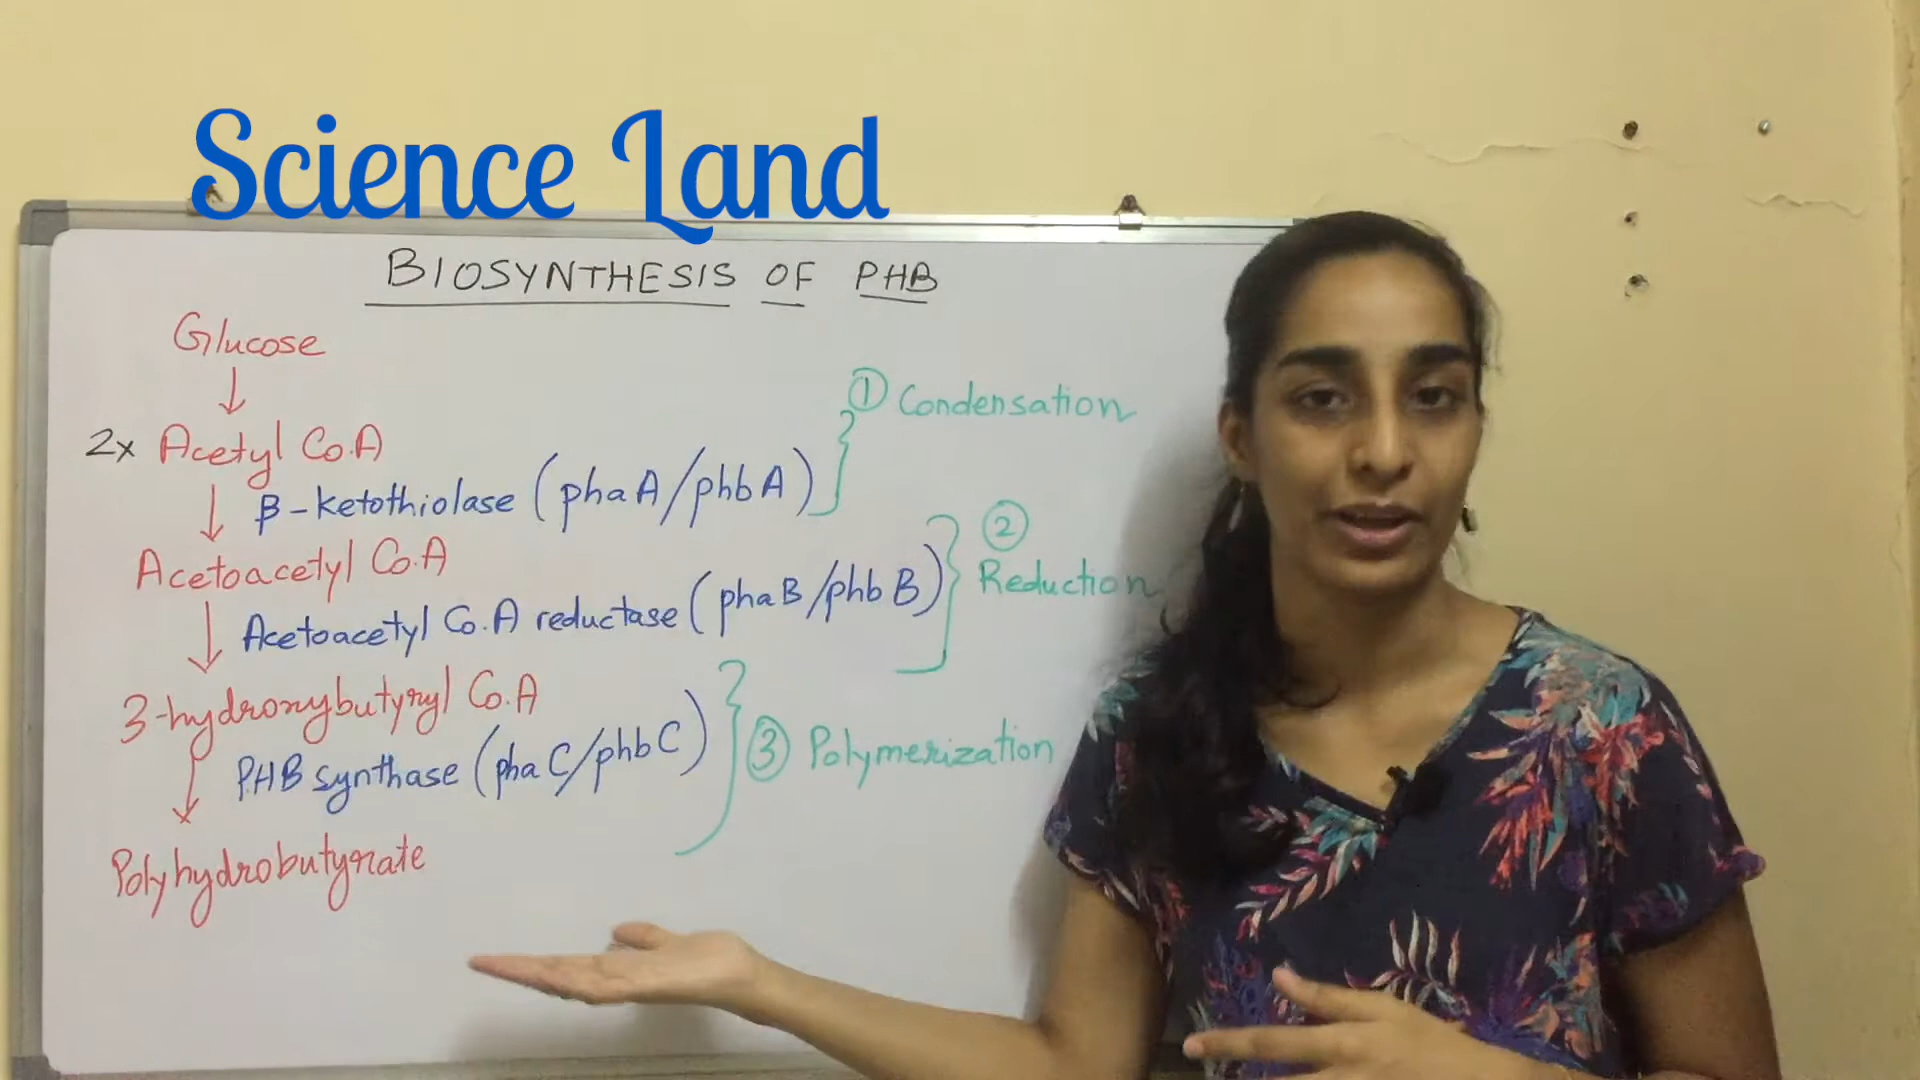 Science Land
BIOSYNTHESIS OF PHB
Glucose
2x Acetyl Co.A
β-ketothiolase (phaA/phbA)
① Condensation
Acetoacetyl Co.A
Acetoacetyl Co.A reductase (phaB/phbB)
②
Reduction
3-hydroxybutyryl Co.A
PHB synthase (phaC/phbC)
③ Polymerization
Polyhydrobutyrate